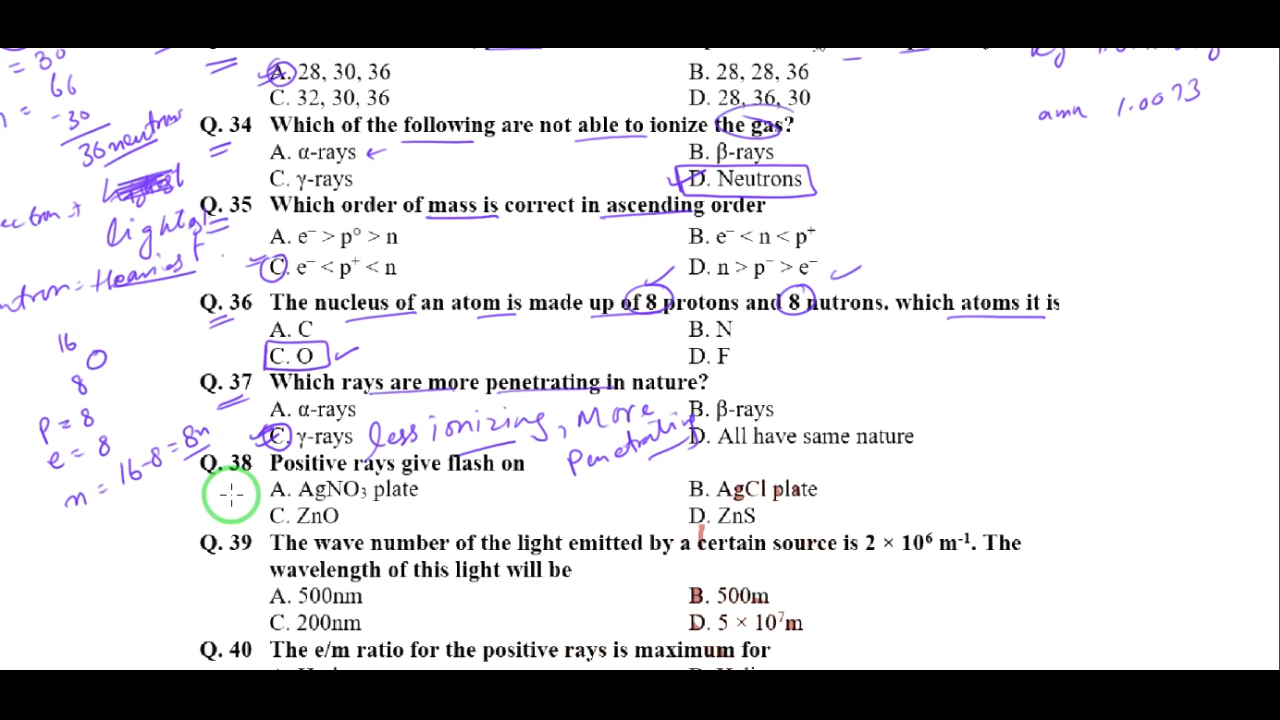 = 30
66
- 30
36 neutrons
amu 1.0073
A. 28, 30, 36 B. 28, 28, 36
C. 32, 30, 36 D. 28, 36, 30
Q. 34 Which of the following are not able to ionize the gas?
A. α-rays B. β-rays
C. γ-rays D. Neutrons
Q. 35 Which order of mass is correct in ascending order
lightest
A. e⁻ > p° > n B. e⁻ < n < p⁺
C. e⁻ < p⁺ < n D. n > p⁻ > e⁻
Q. 36 The nucleus of an atom is made up of 8 protons and 8 nutrons. which atoms it is
A. C B. N
C. O D. F
16
O
8
p = 8
e = 8
n = 16-8 = 8n
Q. 37 Which rays are more penetrating in nature?
A. α-rays B. β-rays
C. γ-rays D. All have same nature
less ionizing, More
Penetrating
Q. 38 Positive rays give flash on
A. AgNO₃ plate B. AgCl plate
C. ZnO D. ZnS
Q. 39 The wave number of the light emitted by a certain source is 2 × 10⁶ m⁻¹. The
wavelength of this light will be
A. 500nm B. 500m
C. 200nm D. 5 × 10⁷m
Q. 40 The e/m ratio for the positive rays is maximum for